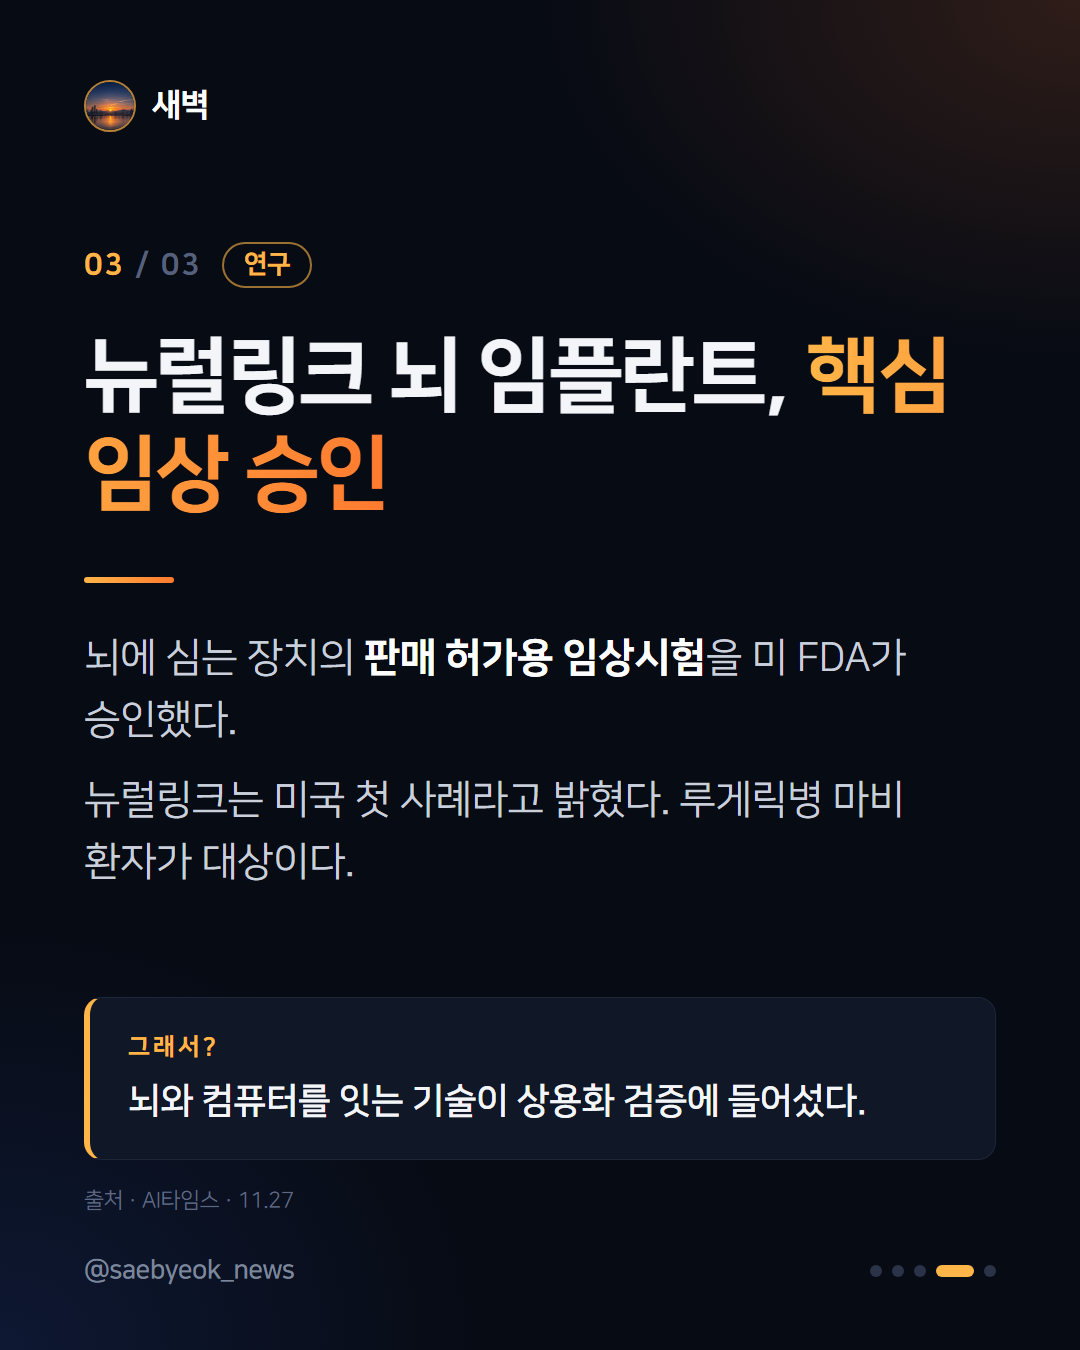 새벽
03 / 03 연구
뉴럴링크 뇌 임플란트, 핵심
임상 승인
뇌에 심는 장치의 판매 허가용 임상시험을 미 FDA가
승인했다.
뉴럴링크는 미국 첫 사례라고 밝혔다. 루게릭병 마비
환자가 대상이다.
그래서?
뇌와 컴퓨터를 잇는 기술이 상용화 검증에 들어섰다.
출처 · AI타임스 · 11.27
@saebyeok_news